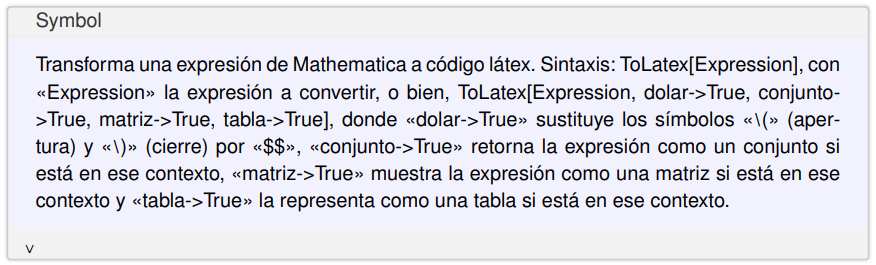 Symbol
Transforma una expresión de Mathematica a código látex. Sintaxis: ToLatex[Expression], con
«Expression» la expresión a convertir, o bien, ToLatex[Expression, dolar->True, conjunto-
>True, matriz->True, tabla->True], donde «dolar->True» sustituye los símbolos «\(» (aper-
tura) y «\)» (cierre) por «$$», «conjunto->True» retorna la expresión como un conjunto si
está en ese contexto, «matriz->True» muestra la expresión como una matriz si está en ese
contexto y «tabla->True» la representa como una tabla si está en ese contexto.
˅